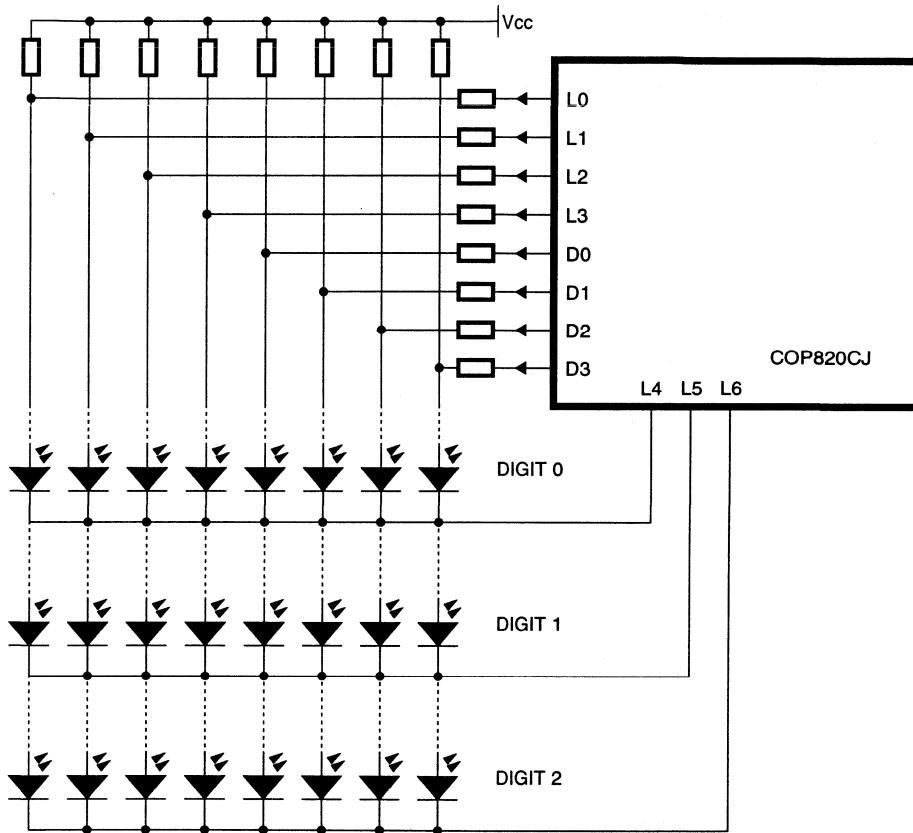 Vcc
L0
L1
L2
L3
D0
D1
D2
D3
COP820CJ
L4 L5 L6
DIGIT 0
DIGIT 1
DIGIT 2